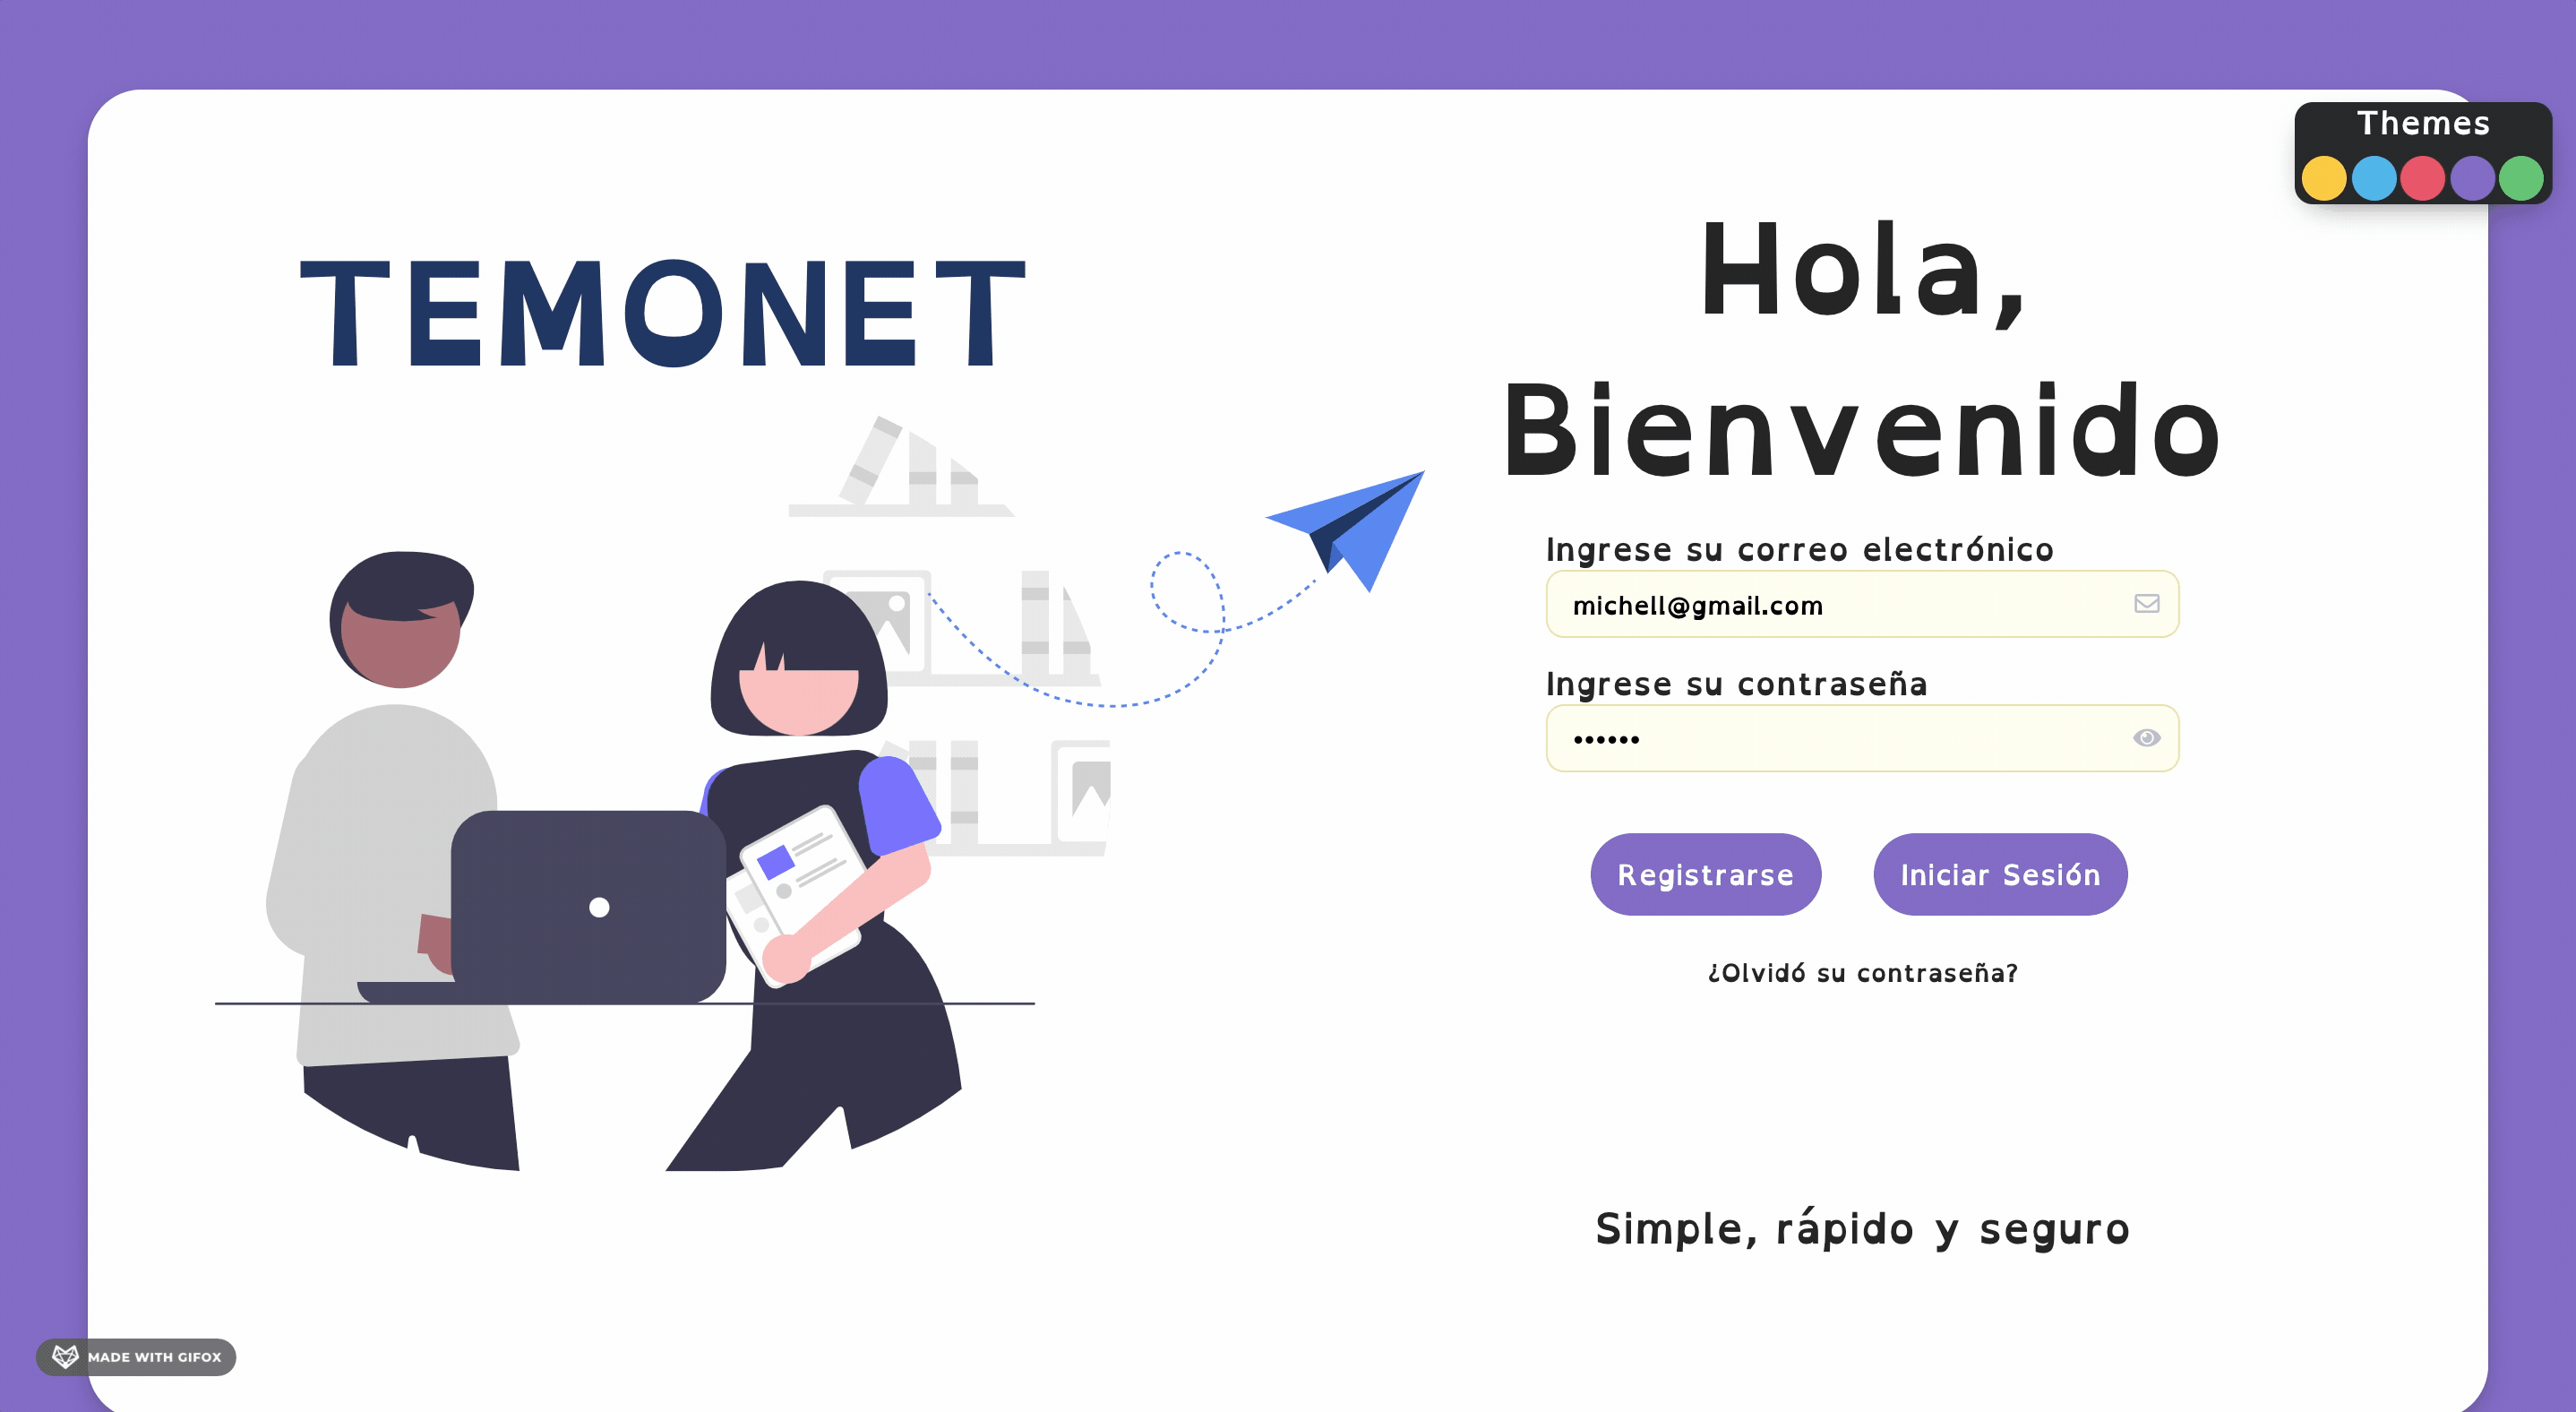 Themes
TEMONET
Hola,
Bienvenido
Ingrese su correo electrónico
michell@gmail.com
Ingrese su contraseña
••••••
Registrarse
Iniciar Sesión
¿Olvidó su contraseña?
Simple, rápido y seguro
MADE WITH GIFOX